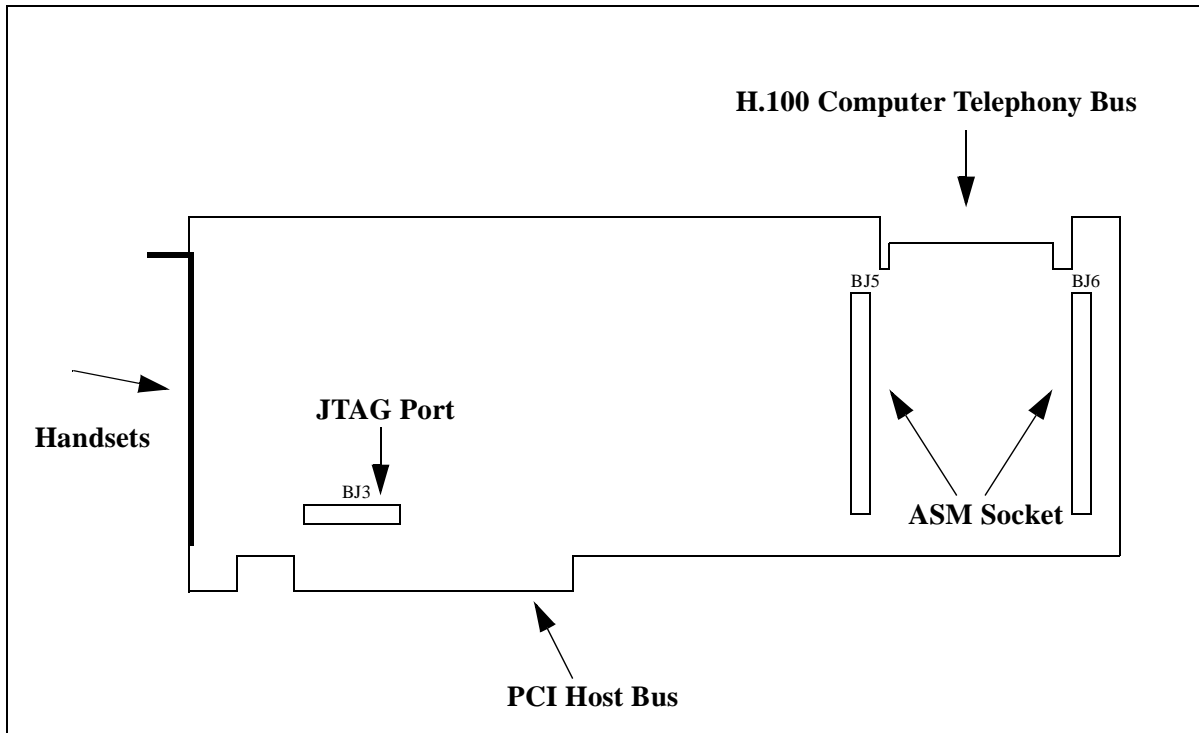 H.100 Computer Telephony Bus
BJ5
BJ6
JTAG Port
Handsets
BJ3
ASM Socket
PCI Host Bus